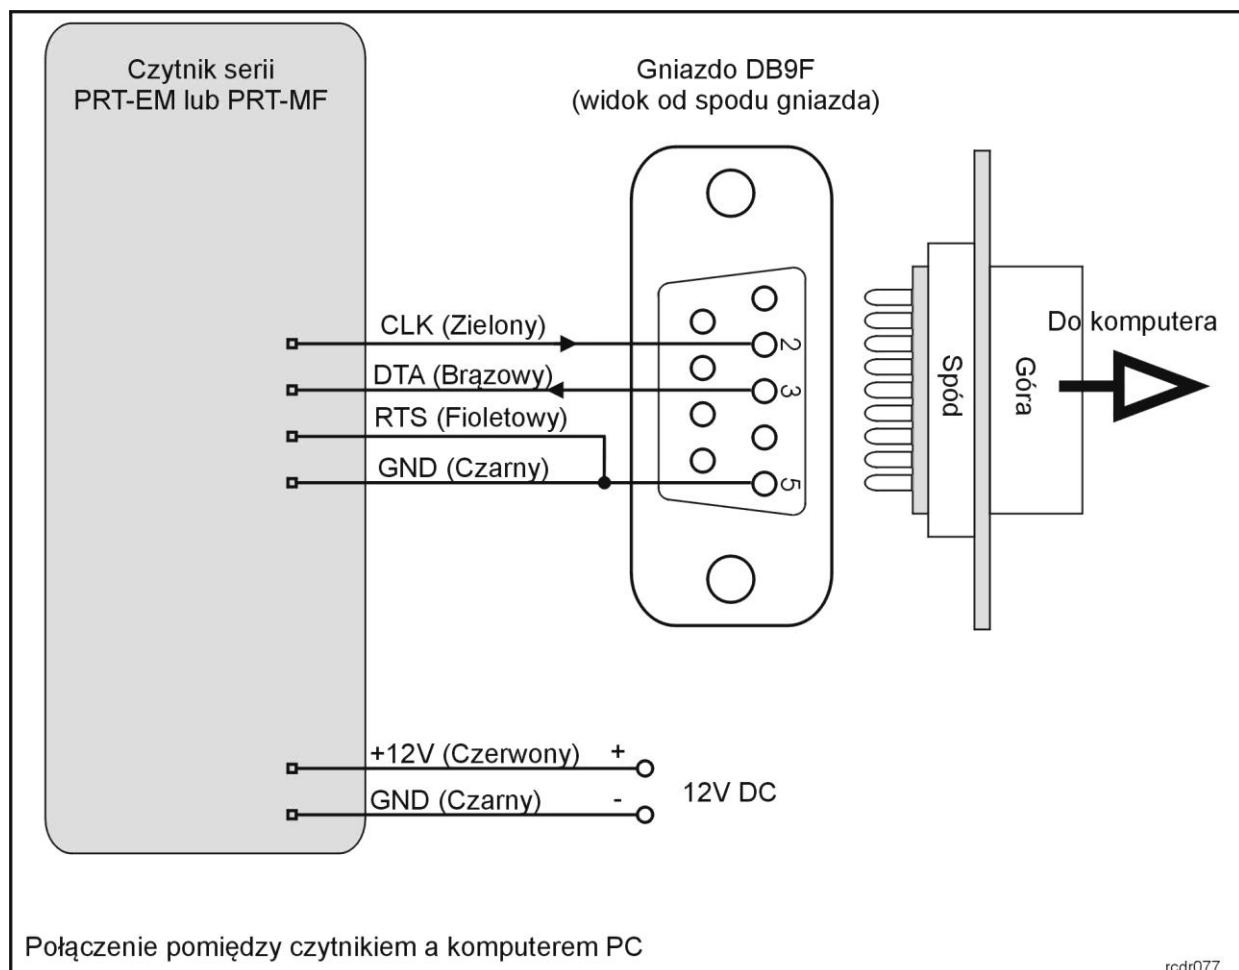 Czytnik serii
PRT-EM lub PRT-MF
Gniazdo DB9F
(widok od spodu gniazda)
CLK (Zielony)
DTA (Brązowy)
RTS (Fioletowy)
GND (Czarny)
2
3
5
Spód
Góra
Do komputera
+12V (Czerwony) +
GND (Czarny) -
12V DC
Połączenie pomiędzy czytnikiem a komputerem PC
rcdr077